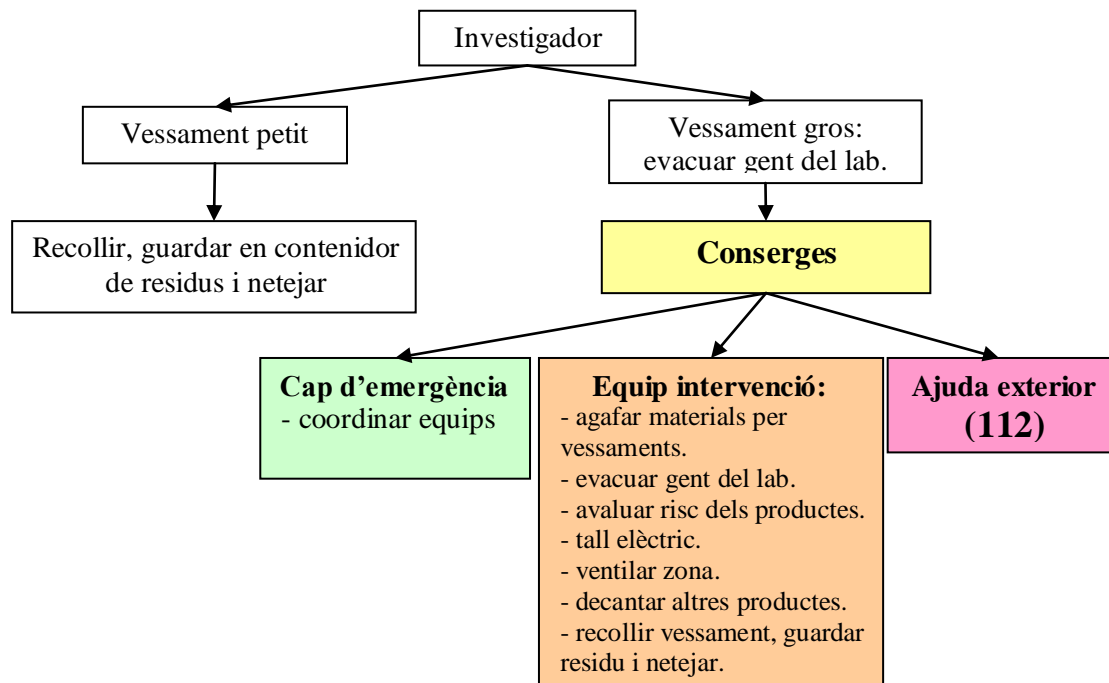 Investigador
Vessament petit
Vessament gros:
evacuar gent del lab.
Recollir, guardar en contenidor
de residus i netejar
Conserges
Cap d’emergència
- coordinar equips
Equip intervenció:
- agafar materials per
vessaments.
- evacuar gent del lab.
- avaluar risc dels productes.
- tall elèctric.
- ventilar zona.
- decantar altres productes.
- recollir vessament, guardar
residu i netejar.
Ajuda exterior
(112)